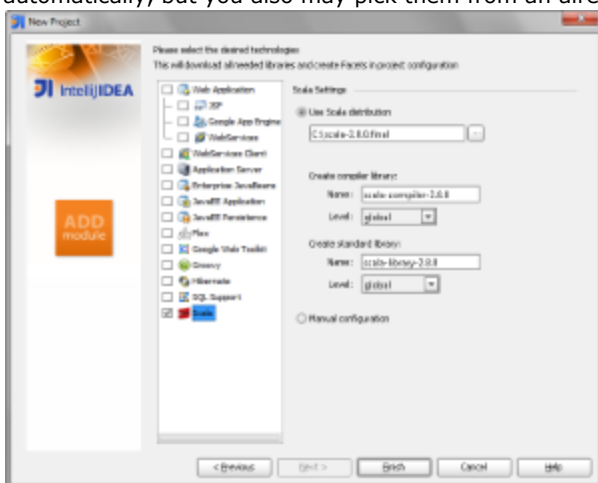 automatically, but you also may pick them from an
New Project
Please select the desired technologies
This will download all needed libraries and create Facets in project configuration
IntelliJIDEA
ADD
module
Web Application
JSP
Google App Engine
WebServices
WebServices Client
Application Server
Enterprise JavaBeans
JavaEE Application
JavaEE Persistence
Flex
Google Web Toolkit
Groovy
Hibernate
SQL Support
Scala
Scala Settings
Use Scala distribution
C:\scala-2.8.0.final
...
Create compiler library:
Name: scala-compiler-2.8.0
Level: global
Create standard library:
Name: scala-library-2.8.0
Level: global
Manual configuration
< Previous
Next >
Finish
Cancel
Help